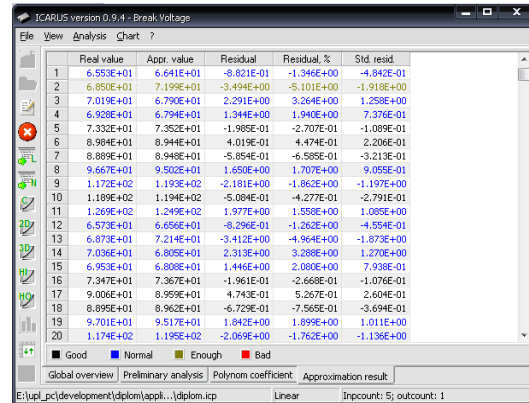 ICARUS version 0.9.4 - Break Voltage
File View Analysis Chart ?
Real value Appr. value Residual Residual, % Std. resid.
1 6.553E+01 6.641E+01 -8.821E-01 -1.346E+00 -4.842E-01
2 6.850E+01 7.199E+01 -3.494E+00 -5.101E+00 -1.918E+00
3 7.019E+01 6.790E+01 2.291E+00 3.264E+00 1.258E+00
4 6.928E+01 6.794E+01 1.344E+00 1.940E+00 7.376E-01
5 7.332E+01 7.352E+01 -1.985E-01 -2.707E-01 -1.089E-01
6 8.984E+01 8.944E+01 4.019E-01 4.474E-01 2.206E-01
7 8.889E+01 8.948E+01 -5.854E-01 -6.585E-01 -3.213E-01
8 9.667E+01 9.502E+01 1.650E+00 1.707E+00 9.055E-01
9 1.172E+02 1.193E+02 -2.181E+00 -1.862E+00 -1.197E+00
10 1.189E+02 1.194E+02 -5.084E-01 -4.277E-01 -2.791E-01
11 1.269E+02 1.249E+02 1.977E+00 1.558E+00 1.085E+00
12 6.573E+01 6.656E+01 -8.296E-01 -1.262E+00 -4.554E-01
13 6.873E+01 7.214E+01 -3.412E+00 -4.964E+00 -1.873E+00
14 7.036E+01 6.805E+01 2.313E+00 3.288E+00 1.270E+00
15 6.953E+01 6.808E+01 1.446E+00 2.080E+00 7.938E-01
16 7.347E+01 7.367E+01 -1.961E-01 -2.668E-01 -1.076E-01
17 9.006E+01 8.959E+01 4.743E-01 5.267E-01 2.604E-01
18 8.895E+01 8.962E+01 -6.729E-01 -7.565E-01 -3.694E-01
19 9.701E+01 9.517E+01 1.842E+00 1.899E+00 1.011E+00
20 1.174E+02 1.195E+02 -2.069E+00 -1.762E+00 -1.136E+00
Good Normal Enough Bad
Global overview Preliminary analysis Polynom coefficient Approximation result
E:\upl_pc\development\diplom\appli...\diplom.icp Linear Inpcount: 5; outcount: 1